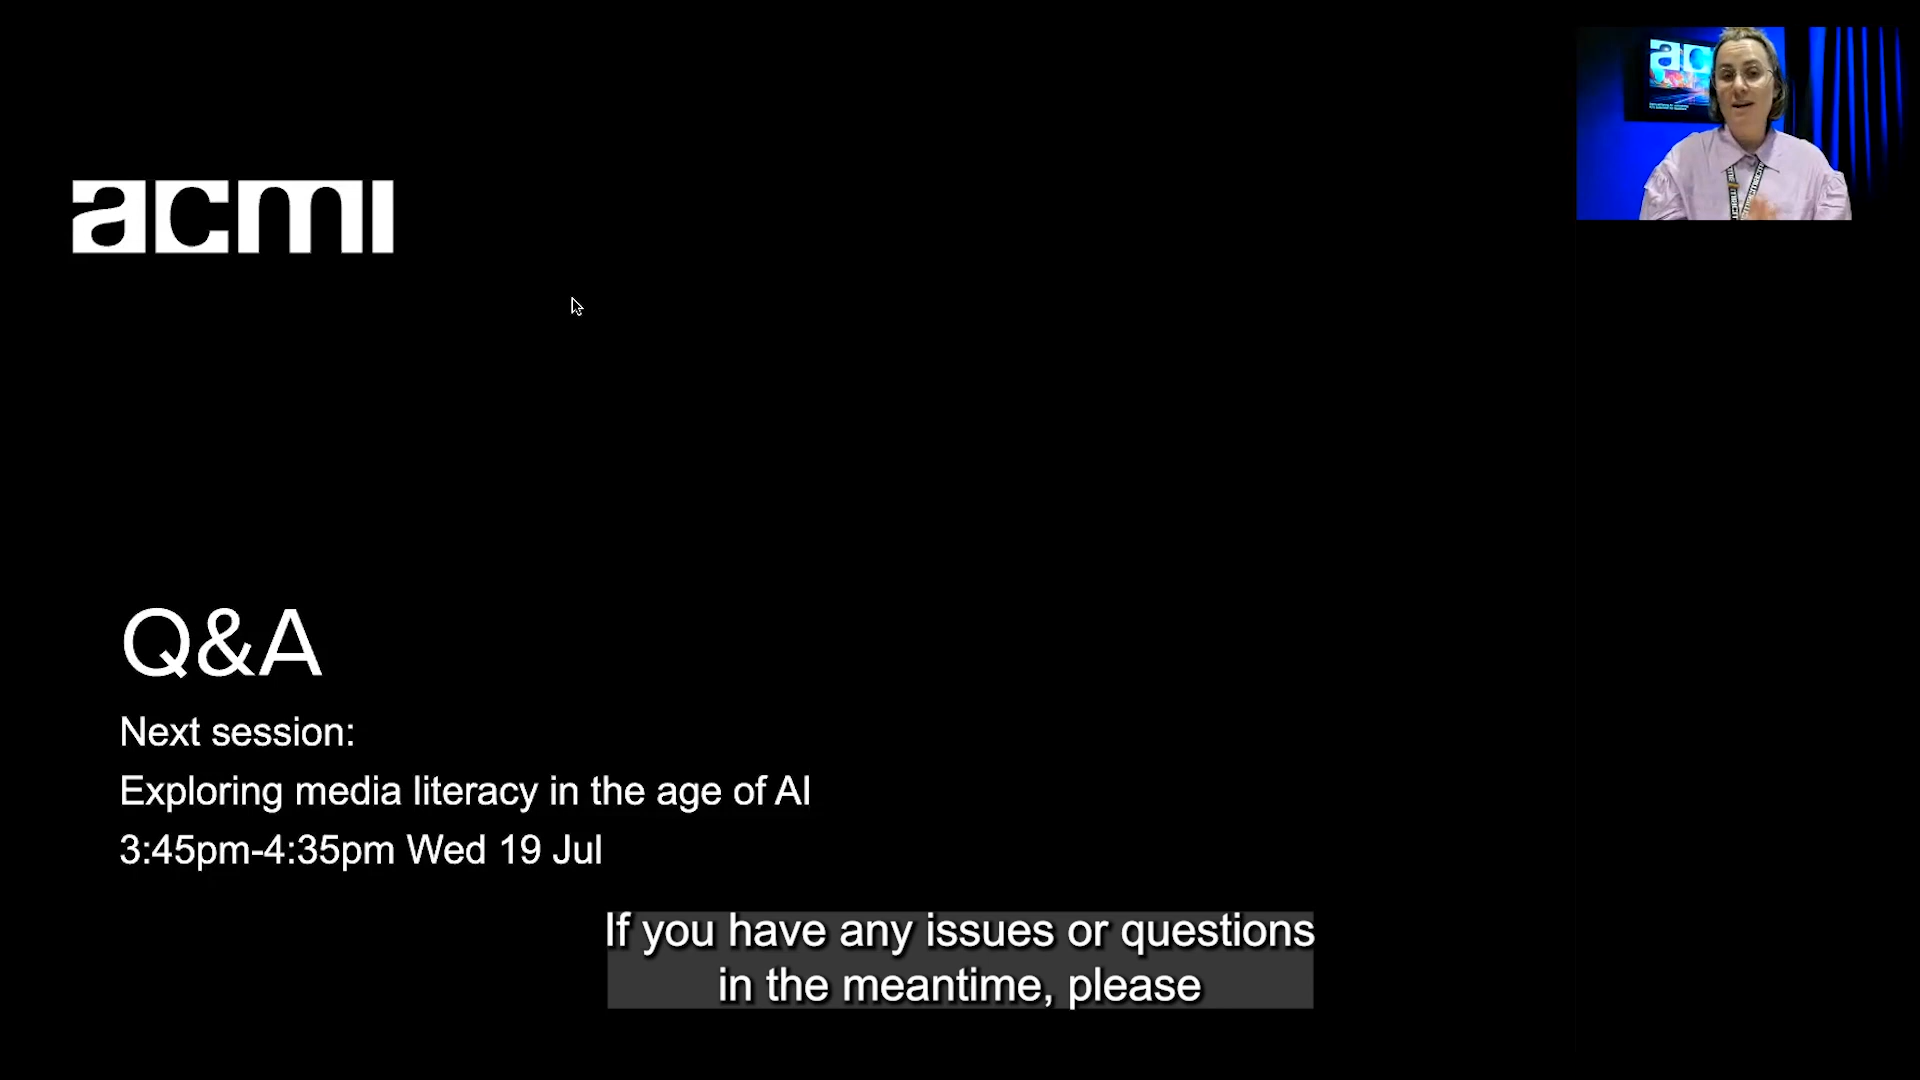 acmi
ac
Q&A
Next session:
Exploring media literacy in the age of AI
3:45pm-4:35pm Wed 19 Jul
If you have any issues or questions
in the meantime, please